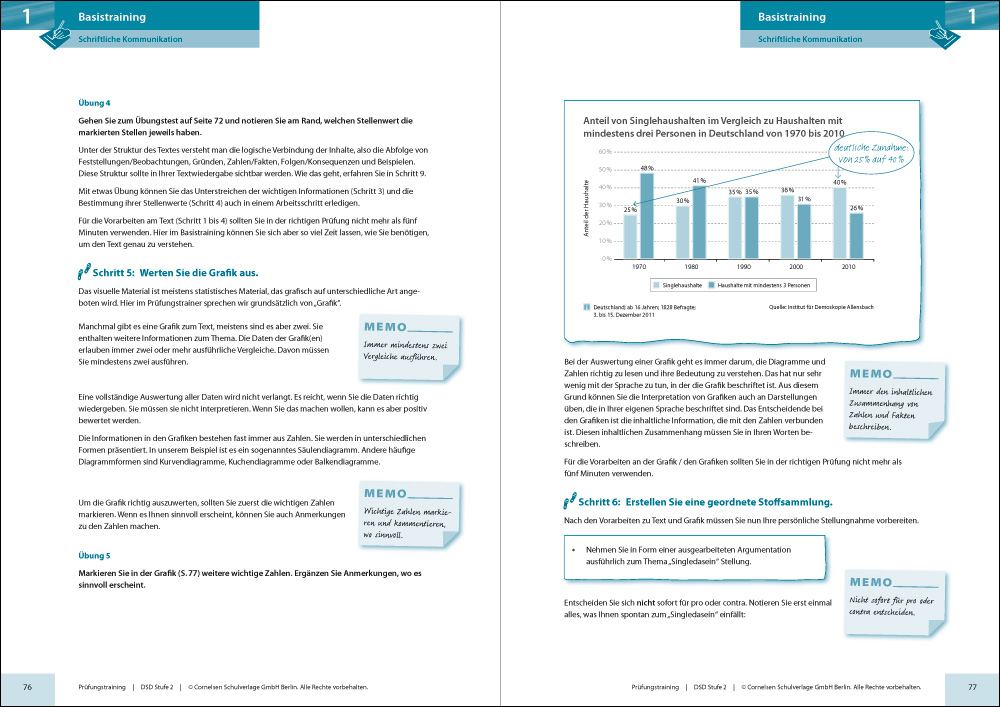 1
Basistraining
Schriftliche Kommunikation
Übung 4
Gehen Sie zum Übungstest auf Seite 72 und notieren Sie am Rand, welchen Stellenwert die
markierten Stellen jeweils haben.
Unter der Struktur des Textes versteht man die logische Verbindung der Inhalte, also die Abfolge von
Feststellungen/Beobachtungen, Gründen, Zahlen/Fakten, Folgen/Konsequenzen und Beispielen.
Diese Struktur sollte in Ihrer Textwiedergabe sichtbar werden. Wie das geht, erfahren Sie in Schritt 9.
Mit etwas Übung können Sie das Unterstreichen der wichtigen Informationen (Schritt 3) und die
Bestimmung ihrer Stellenwerte (Schritt 4) auch in einem Arbeitsschritt erledigen.
Für die Vorarbeiten am Text (Schritt 1 bis 4) sollten Sie in der richtigen Prüfung nicht mehr als fünf
Minuten verwenden. Hier im Basistraining können Sie sich aber so viel Zeit lassen, wie Sie benötigen,
um den Text genau zu verstehen.
Schritt 5: Werten Sie die Grafik aus.
Das visuelle Material ist meistens statistisches Material, das grafisch auf unterschiedliche Art ange-
boten wird. Hier im Prüfungstrainer sprechen wir grundsätzlich von „Grafik“.
Manchmal gibt es eine Grafik zum Text, meistens sind es aber zwei. Sie
enthalten weitere Informationen zum Thema. Die Daten der Grafik(en)
erlauben immer zwei oder mehr ausführliche Vergleiche. Davon müssen
Sie mindestens zwei ausführen.
MEMO
Immer mindestens zwei
Vergleiche ausführen.
Eine vollständige Auswertung aller Daten wird nicht verlangt. Es reicht, wenn Sie die Daten richtig
wiedergeben. Sie müssen sie nicht interpretieren. Wenn Sie das machen wollen, kann es aber positiv
bewertet werden.
Die Informationen in den Grafiken bestehen fast immer aus Zahlen. Sie werden in unterschiedlichen
Formen präsentiert. In unserem Beispiel ist es ein sogenanntes Säulendiagramm. Andere häufige
Diagrammformen sind Kurvendiagramme, Kuchendiagramme oder Balkendiagramme.
Um die Grafik richtig auszuwerten, sollten Sie zuerst die wichtigen Zahlen
markieren. Wenn es Ihnen sinnvoll erscheint, können Sie auch Anmerkungen
zu den Zahlen machen.
MEMO
Wichtige Zahlen markie-
ren und kommentieren,
wo sinnvoll.
Übung 5
Markieren Sie in der Grafik (S. 77) weitere wichtige Zahlen. Ergänzen Sie Anmerkungen, wo es
sinnvoll erscheint.
76
Prüfungstraining | DSD Stufe 2 | © Cornelsen Schulverlage GmbH Berlin. Alle Rechte vorbehalten.
Basistraining
1
Schriftliche Kommunikation
Anteil von Singlehaushalten im Vergleich zu Haushalten mit
mindestens drei Personen in Deutschland von 1970 bis 2010
deutliche Zunahme:
von 25% auf 40%
Anteil der Haushalte
60 %
50 %
40 %
30 %
20 %
10 %
0 %
25 % 48 % 30 % 41 % 35 % 35 % 36 % 31 % 40 % 26 %
1970 1980 1990 2000 2010
Singlehaushalte Haushalte mit mindestens 3 Personen
Deutschland: ab 16 Jahren; 1828 Befragte;
3. bis 15. Dezember 2011
Quelle: Institut für Demoskopie Allensbach
Bei der Auswertung einer Grafik geht es immer darum, die Diagramme und
Zahlen richtig zu lesen und ihre Bedeutung zu verstehen. Das hat nur sehr
wenig mit der Sprache zu tun, in der die Grafik beschriftet ist. Aus diesem
Grund können Sie die Interpretation von Grafiken auch an Darstellungen
üben, die in Ihrer eigenen Sprache beschriftet sind. Das Entscheidende bei
den Grafiken ist die inhaltliche Information, die mit den Zahlen verbunden
ist. Diesen inhaltlichen Zusammenhang müssen Sie in Ihren Worten be-
schreiben.
MEMO
Immer den inhaltlichen
Zusammenhang von
Zahlen und Fakten
beschreiben.
Für die Vorarbeiten an der Grafik / den Grafiken sollten Sie in der richtigen Prüfung nicht mehr als
fünf Minuten verwenden.
Schritt 6: Erstellen Sie eine geordnete Stoffsammlung.
Nach den Vorarbeiten zu Text und Grafik müssen Sie nun Ihre persönliche Stellungnahme vorbereiten.
• Nehmen Sie in Form einer ausgearbeiteten Argumentation
ausführlich zum Thema „Singledasein“ Stellung.
Entscheiden Sie sich nicht sofort für pro oder contra. Notieren Sie erst einmal
alles, was Ihnen spontan zum „Singledasein“ einfällt:
MEMO
Nicht sofort für pro oder
contra entscheiden.
Prüfungstraining | DSD Stufe 2 | © Cornelsen Schulverlage GmbH Berlin. Alle Rechte vorbehalten.
77